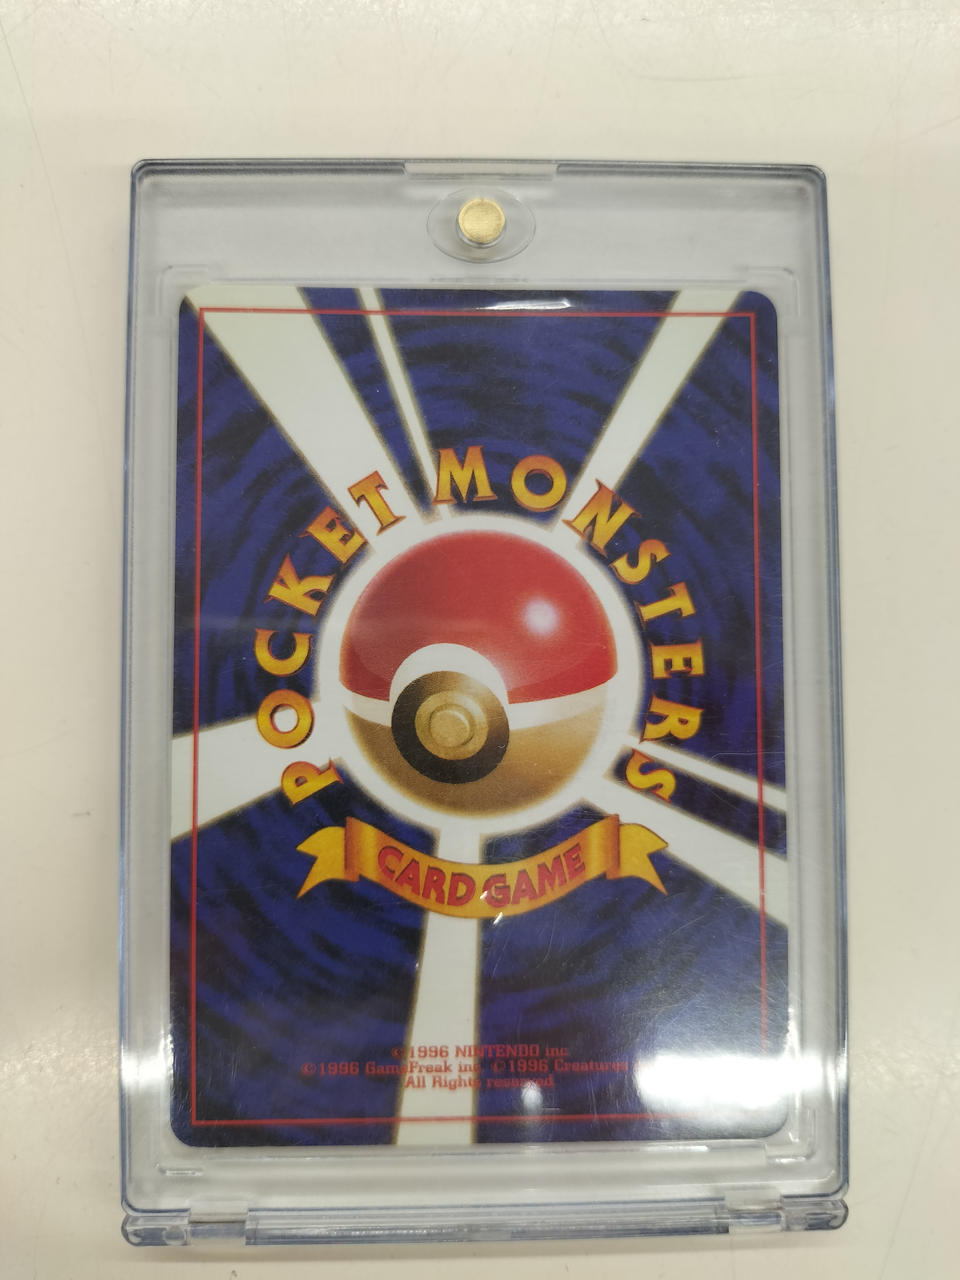 POCKET MONSTERS
CARD GAME
©1996 NINTENDO inc.
©1996 GameFreak inc. ©1996 Creatures
All Rights reserved.